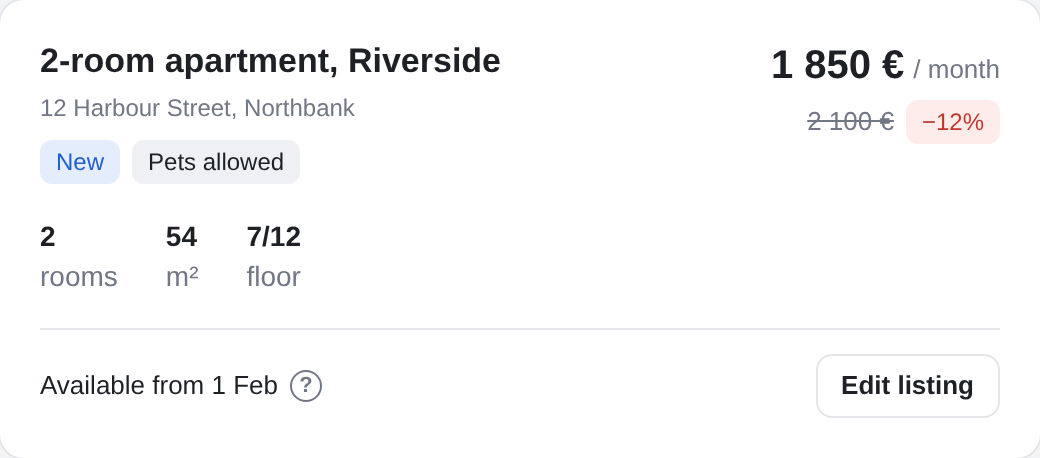 2-room apartment, Riverside
12 Harbour Street, Northbank
New Pets allowed
1 850 € / month
2 100 € −12%
2 54 7/12
rooms m² floor
Available from 1 Feb ?
Edit listing